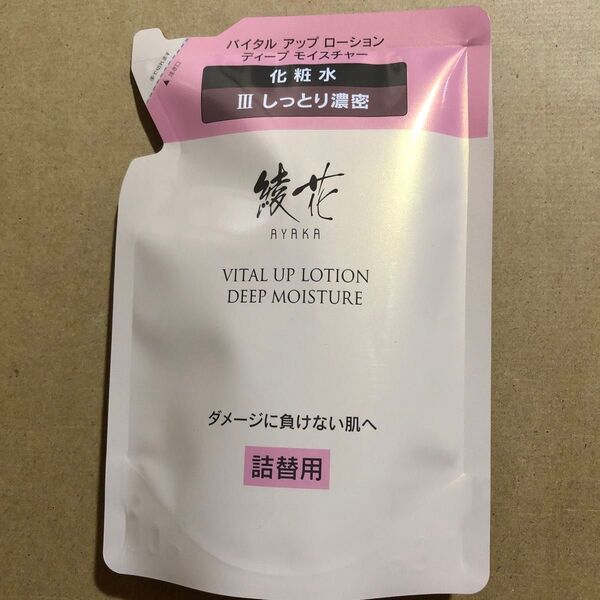 バイタル アップ ローション
ディープ モイスチャー
化粧水
Ⅲ しっとり濃密
綾花
AYAKA
VITAL UP LOTION
DEEP MOISTURE
ダメージに負けない肌へ
詰替用